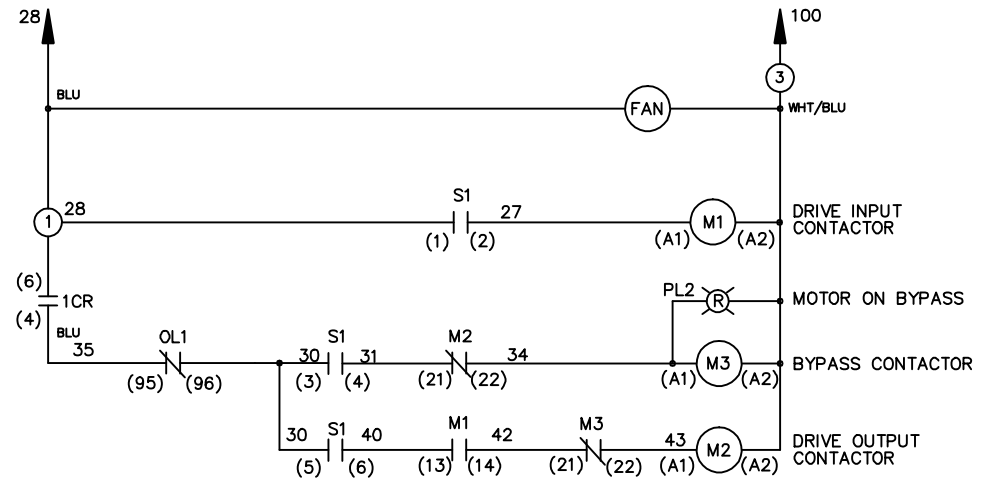 28
100
3
BLU
FAN
WHT/BLU
1
28
S1
27
(1)
(2)
M1
(A1)
(A2)
DRIVE INPUT
CONTACTOR
(6)
1CR
(4)
PL2
R
MOTOR ON BYPASS
BLU
35
OL1
(95)
(96)
30
S1
31
(3)
(4)
M2
(21)
(22)
34
M3
(A1)
(A2)
BYPASS CONTACTOR
30
S1
40
(5)
(6)
M1
(13)
(14)
42
M3
(21)
(22)
43
(A1)
M2
(A2)
DRIVE OUTPUT
CONTACTOR